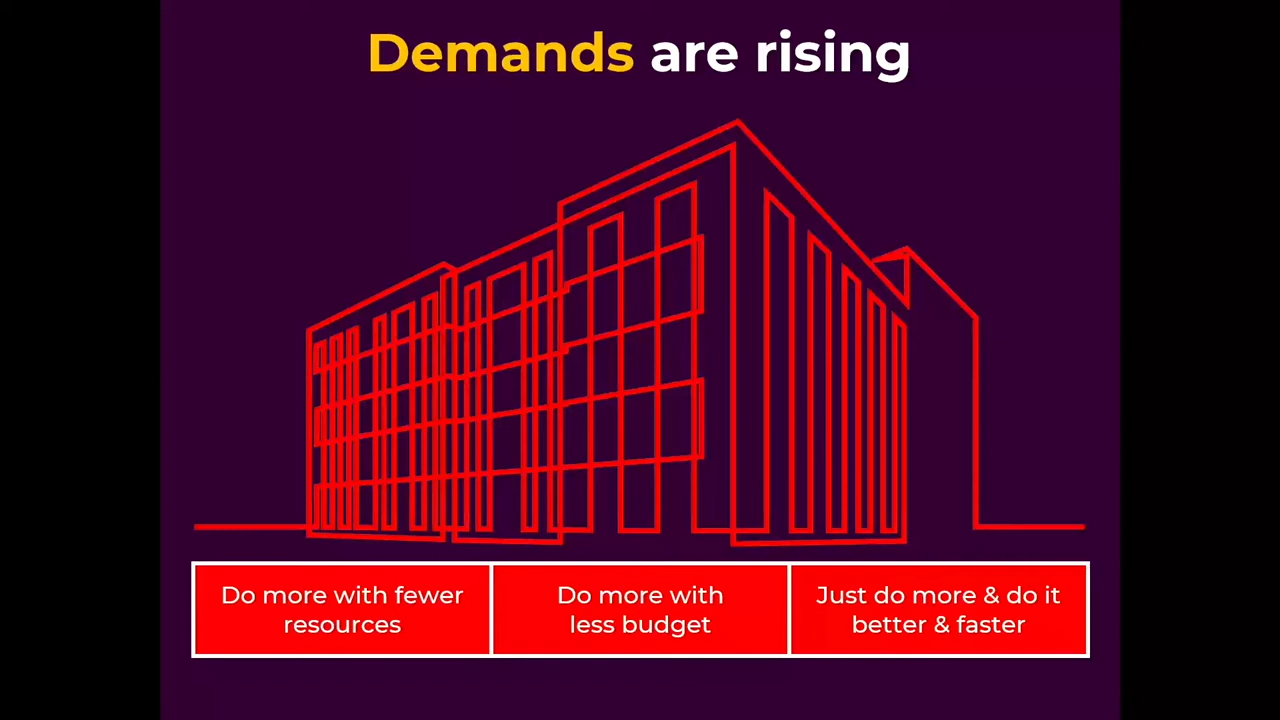 Demands are rising
Do more with fewer
resources
Do more with
less budget
Just do more & do it
better & faster